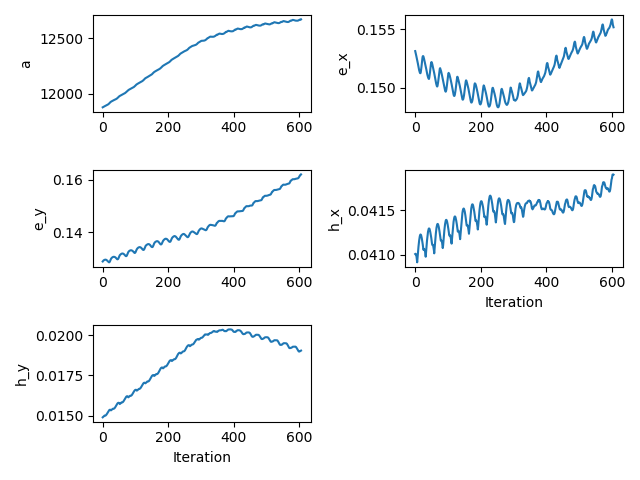 a
12500
12000
0 200 400 600
e_x
0.155
0.150
0 200 400 600
e_y
0.16
0.14
0 200 400 600
h_x
0.0415
0.0410
0 200 400 600
Iteration
h_y
0.0200
0.0175
0.0150
0 200 400 600
Iteration